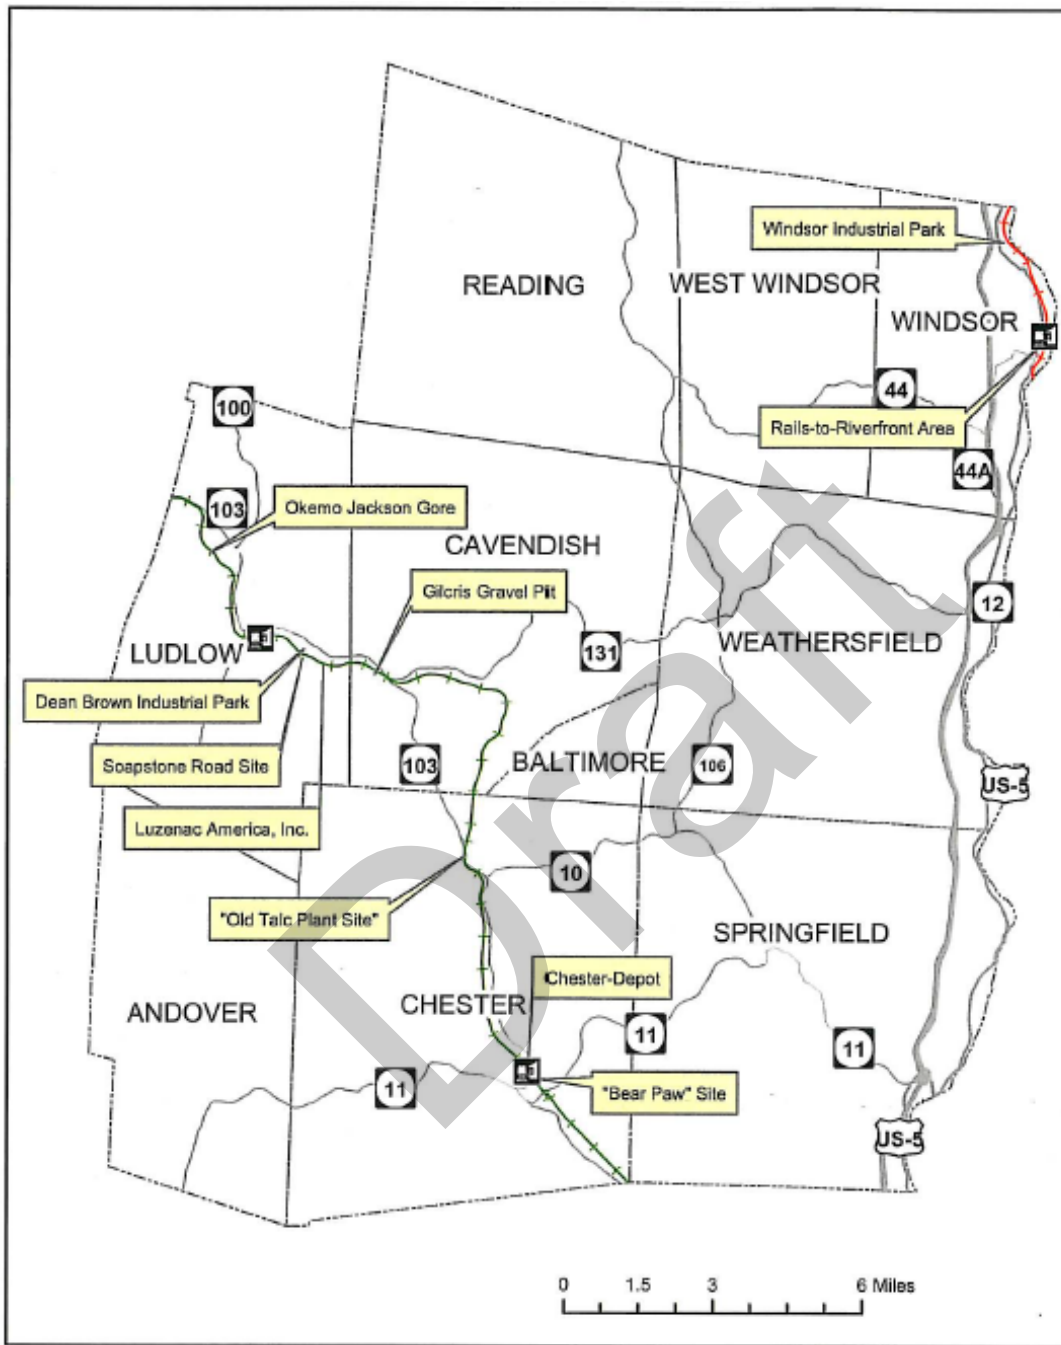 Windsor Industrial Park
READING
WEST WINDSOR
WINDSOR
44
100
Rails-to-Riverfront Area
44A
103
Okemo Jackson Gore
CAVENDISH
Gilcris Gravel Pit
12
131
WEATHERSFIELD
LUDLOW
Dean Brown Industrial Park
Soapstone Road Site
103
BALTIMORE
106
US-5
Luzenac America, Inc.
10
"Old Talc Plant Site"
SPRINGFIELD
Chester-Depot
ANDOVER
CHESTER
11
11
11
"Bear Paw" Site
US-5
Draft
0 1.5 3 6 Miles